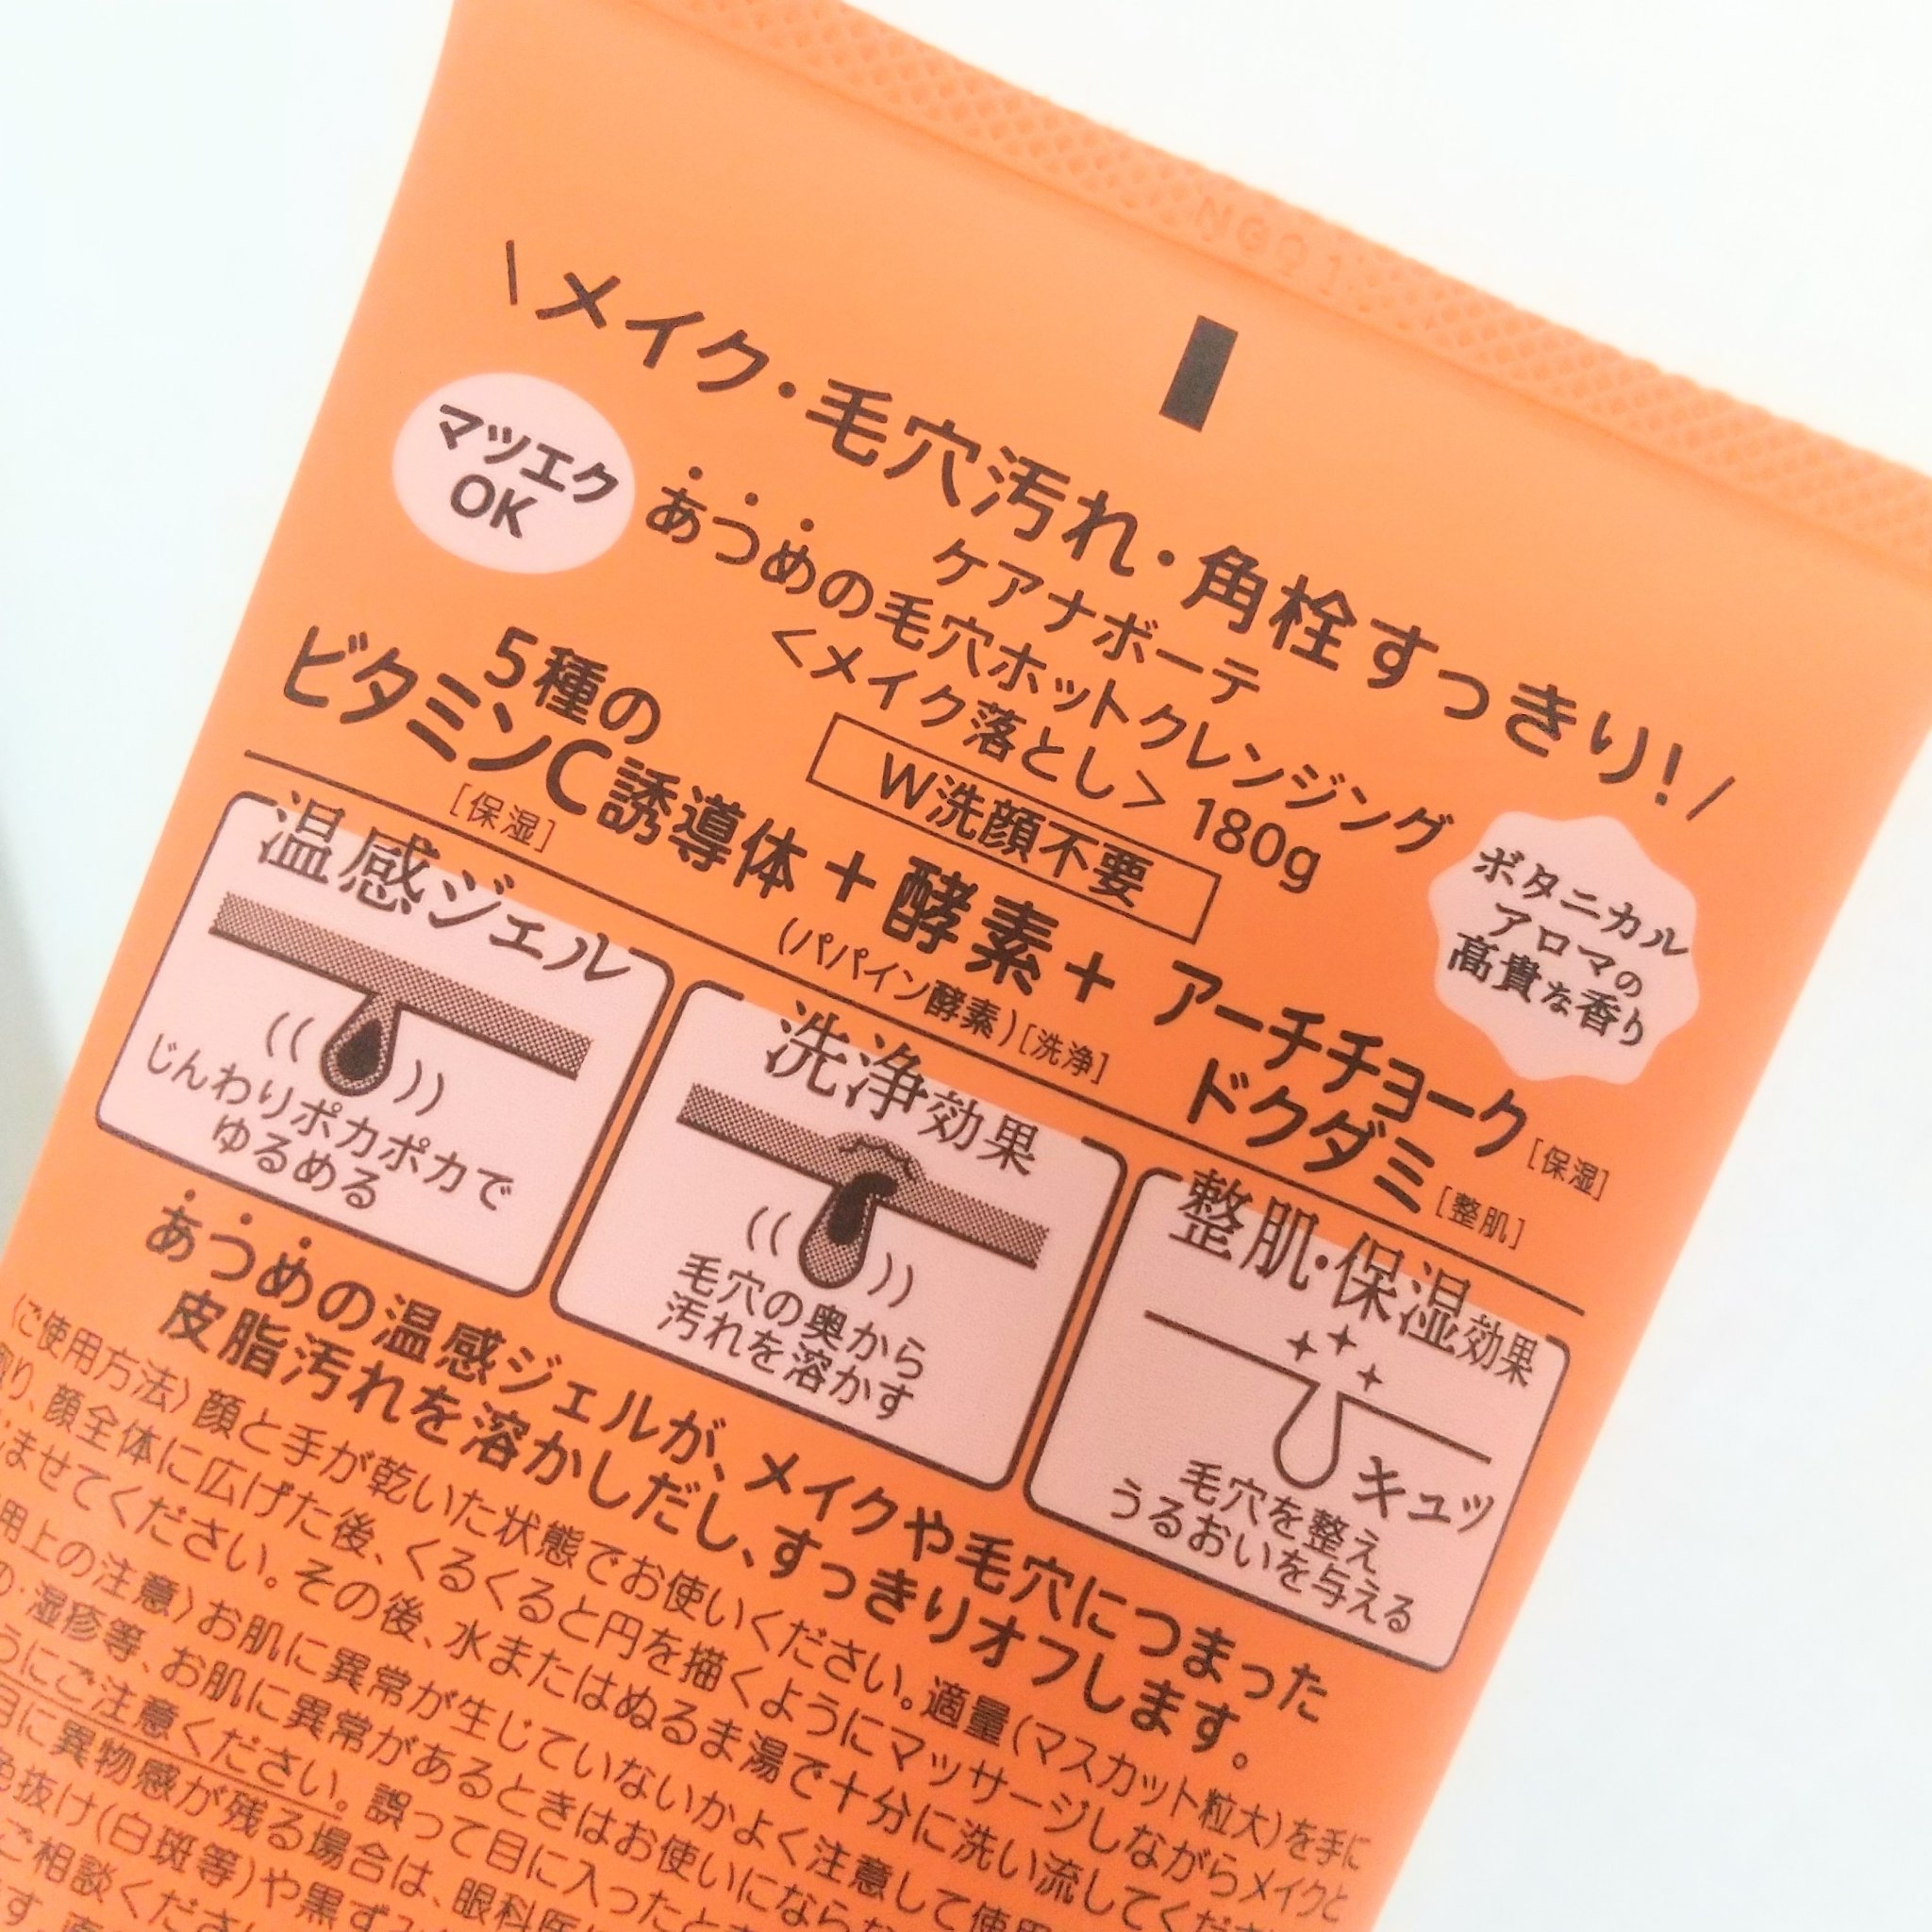 NGO1
\メイク・毛穴汚れ・角栓すっきり!/
マツエク
OK
ケアナボーテ
あつめの毛穴ホットクレンジング
<メイク落とし> 180g
W洗顔不要
ボタニカル
アロマの
高貴な香り
5種の
ビタミンC誘導体+酵素+アーチチョーク[保湿]
[保湿]
(パパイン酵素)[洗浄]
ドクダミ[整肌]
温感ジェル
じんわりポカポカで
ゆるめる
洗浄効果
毛穴の奥から
汚れを溶かす
整肌・保湿効果
キュッ
毛穴を整え
うるおいを与える
あつめの温感ジェルが、メイクや毛穴につまった
皮脂汚れを溶かしだし、すっきりオフします。
〈ご使用方法〉顔と手が乾いた状態でお使いください。適量(マスカット粒大)を手に
取り、顔全体に広げた後、くるくると円を描くようにマッサージしながらメイクと
ませてください。その後、水またはぬるま湯で十分に洗い流してくださ
用上の注意〉お肌に異常が生じていないかよく注意して使用
の・湿疹等、お肌に異常があるときはお使いにならな
うにご注意ください。誤って目に入ったとき
目に異物感が残る場合は、眼科医に
色抜け(白斑等)や黒ずみ
ご相談ください